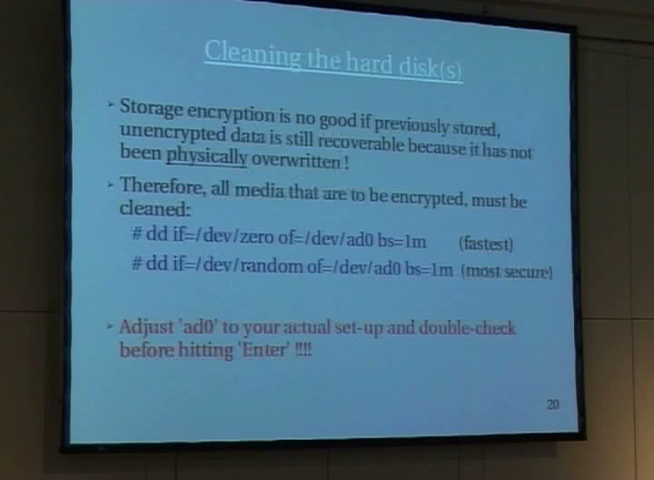 Cleaning the hard disk(s)
Storage encryption is no good if previously stored,
unencrypted data is still recoverable because it has not
been physically overwritten !
Therefore, all media that are to be encrypted, must be
cleaned:
# dd if=/dev/zero of=/dev/ad0 bs=1m (fastest)
# dd if=/dev/random of=/dev/ad0 bs=1m (most secure)
Adjust 'ad0' to your actual set-up and double-check
before hitting 'Enter' !!!!
20